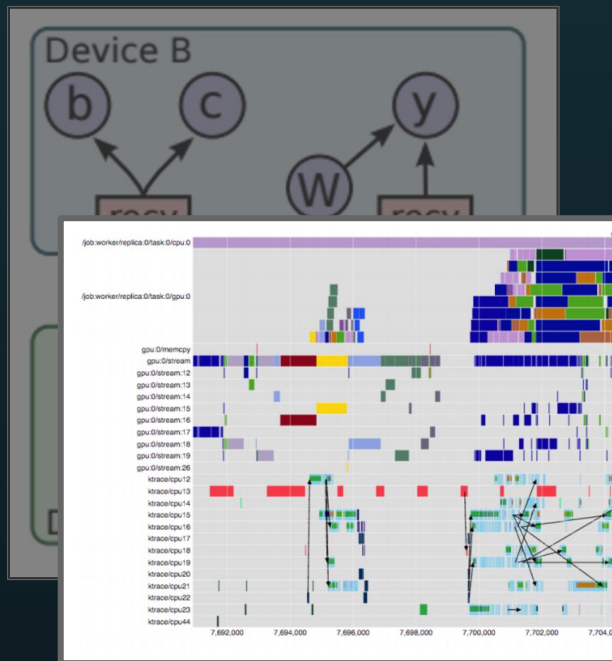 Device B
b
c
y
W
recv
recv
/job:worker/replica:0/task:0/cpu:0
/job:worker/replica:0/task:0/gpu:0
gpu:0/memcpy
gpu:0/stream
gpu:0/stream:12
gpu:0/stream:13
gpu:0/stream:14
gpu:0/stream:15
gpu:0/stream:16
gpu:0/stream:17
gpu:0/stream:18
gpu:0/stream:19
gpu:0/stream:26
ktrace/cpu12
ktrace/cpu13
ktrace/cpu14
ktrace/cpu15
ktrace/cpu16
ktrace/cpu17
ktrace/cpu18
ktrace/cpu19
ktrace/cpu20
ktrace/cpu21
ktrace/cpu22
ktrace/cpu23
ktrace/cpu44
7,692,000 7,694,000 7,696,000 7,698,000 7,700,000 7,702,000